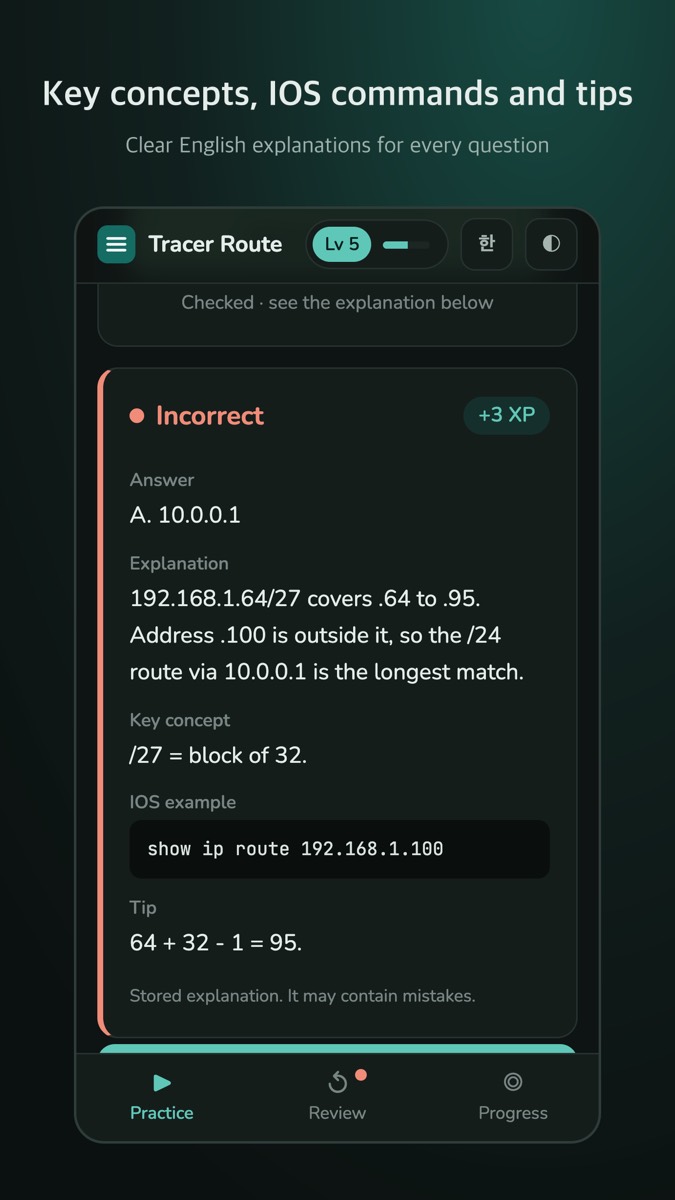 Key concepts, IOS commands and tips
Clear English explanations for every question
Tracer Route
Lv 5
한
Checked · see the explanation below
Incorrect
+3 XP
Answer
A. 10.0.0.1
Explanation
192.168.1.64/27 covers .64 to .95.
Address .100 is outside it, so the /24
route via 10.0.0.1 is the longest match.
Key concept
/27 = block of 32.
IOS example
show ip route 192.168.1.100
Tip
64 + 32 - 1 = 95.
Stored explanation. It may contain mistakes.
Practice
Review
Progress